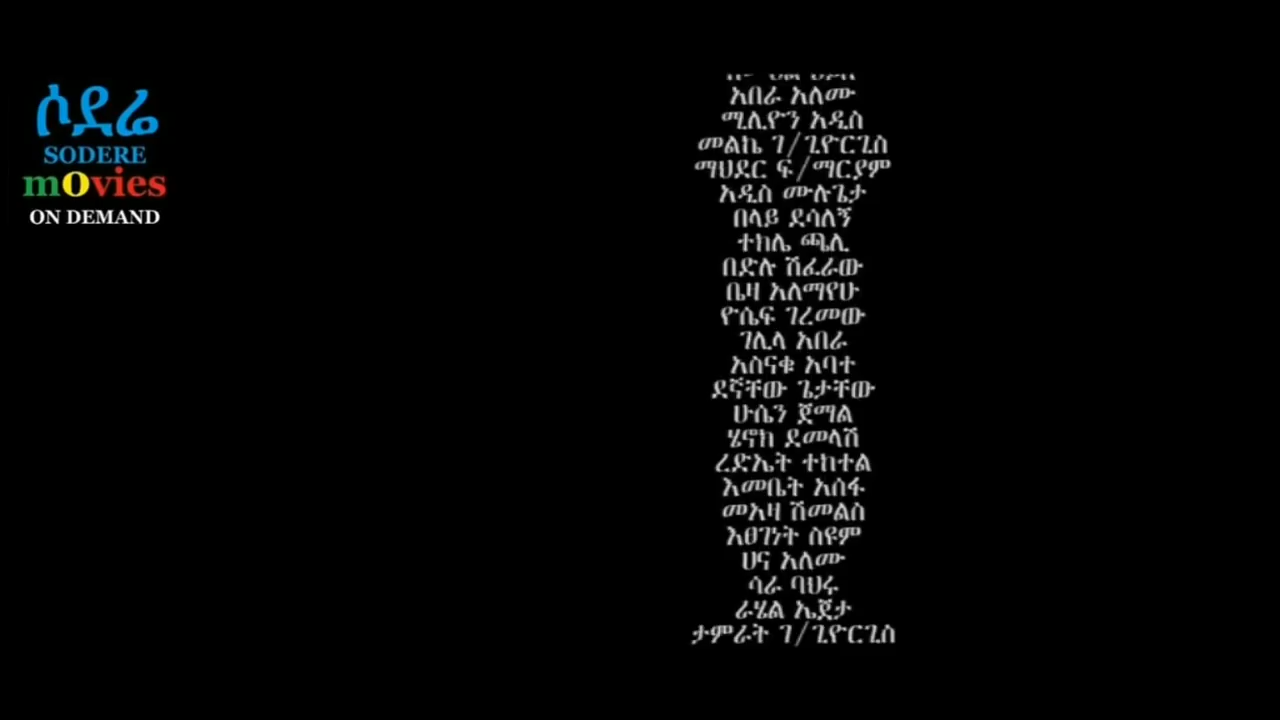 ሶደሬ
SODERE
mOvies
ON DEMAND
አበራ አለሙ
ሚሊዮን አዲስ
መልኬ ገ/ጊዮርጊስ
ማህደር ፍ/ማርያም
አዲስ ሙሉጌታ
በላይ ደሳለኝ
ተከሌ ጫሊ
በድሉ ሽፈራው
ቤዛ አለማየሁ
ዮሴፍ ገረመው
ገሊላ አበራ
አስናቁ አባተ
ደኛቸው ጌታቸው
ሁሴን ጀማል
ሄኖክ ደመላሽ
ረድኤት ተከተል
እመቤት አሰፋ
መአዛ ሽመልስ
እፀገነት ስዩም
ሀና አለሙ
ሳራ ባህሩ
ራሄል ኤጀታ
ታምራት ገ/ጊዮርጊስ